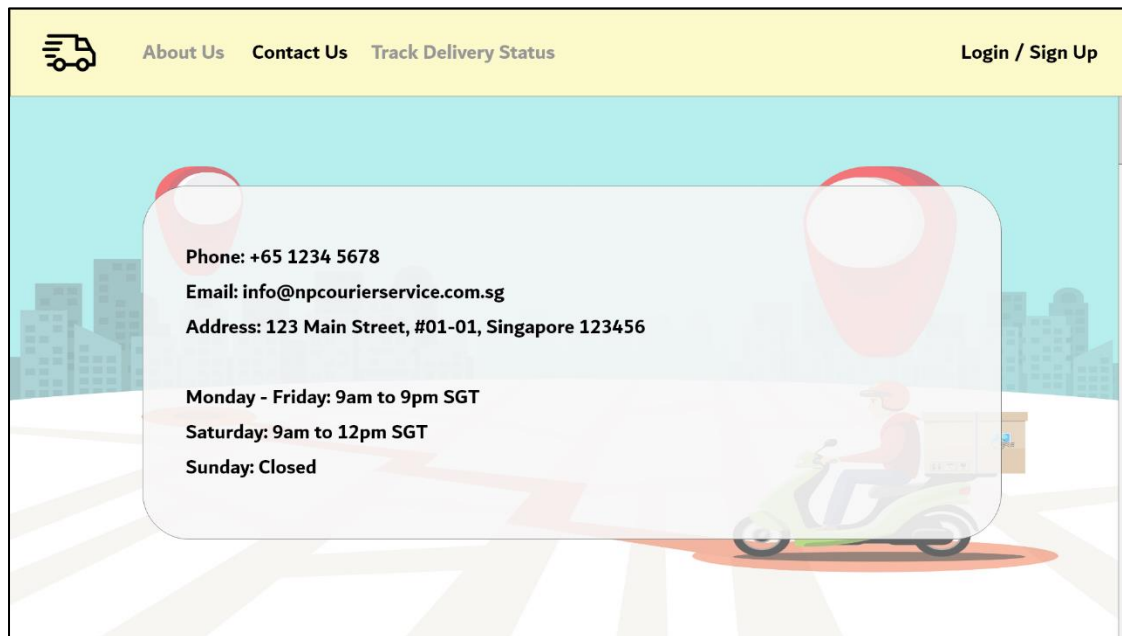 About Us Contact Us Track Delivery Status Login / Sign Up
Phone: +65 1234 5678
Email: info@npcourierservice.com.sg
Address: 123 Main Street, #01-01, Singapore 123456
Monday - Friday: 9am to 9pm SGT
Saturday: 9am to 12pm SGT
Sunday: Closed